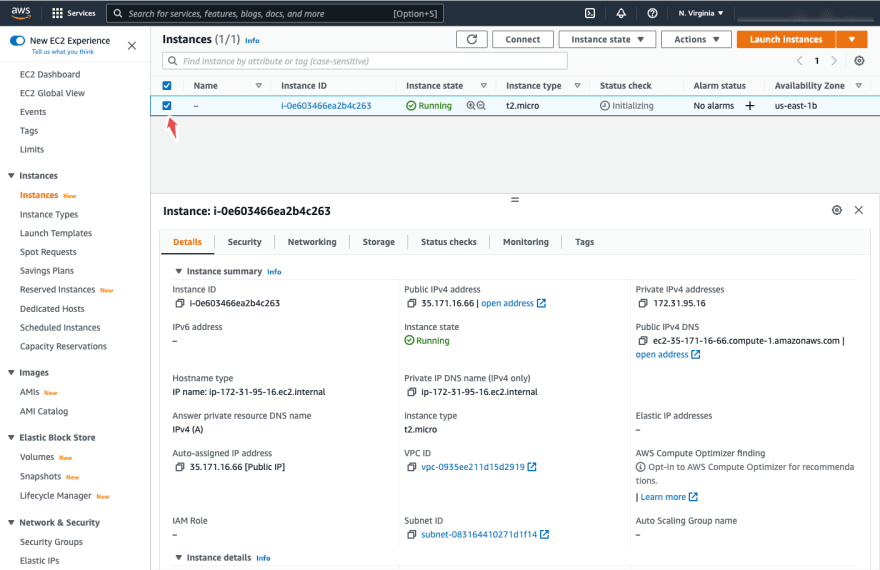 aws
Services
Search for services, features, blogs, docs, and more
[Option+S]
N. Virginia
New EC2 Experience
Tell us what you think
EC2 Dashboard
EC2 Global View
Events
Tags
Limits
Instances
Instances New
Instance Types
Launch Templates
Spot Requests
Savings Plans
Reserved Instances New
Dedicated Hosts
Scheduled Instances
Capacity Reservations
Images
AMIs New
AMI Catalog
Elastic Block Store
Volumes New
Snapshots New
Lifecycle Manager New
Network & Security
Security Groups
Elastic IPs
Instances (1/1) Info
Connect
Instance state
Actions
Launch instances
Find instance by attribute or tag (case-sensitive)
1
Name Instance ID Instance state Instance type Status check Alarm status Availability Zone
– i-0e603466ea2b4c263 Running t2.micro Initializing No alarms + us-east-1b
Instance: i-0e603466ea2b4c263
Details Security Networking Storage Status checks Monitoring Tags
Instance summary Info
Instance ID
i-0e603466ea2b4c263
Public IPv4 address
35.171.16.66 | open address
Private IPv4 addresses
172.31.95.16
IPv6 address
–
Instance state
Running
Public IPv4 DNS
ec2-35-171-16-66.compute-1.amazonaws.com |
open address
Hostname type
IP name: ip-172-31-95-16.ec2.internal
Private IP DNS name (IPv4 only)
ip-172-31-95-16.ec2.internal
Answer private resource DNS name
IPv4 (A)
Instance type
t2.micro
Elastic IP addresses
–
Auto-assigned IP address
35.171.16.66 [Public IP]
VPC ID
vpc-0935ee211d15d2919
AWS Compute Optimizer finding
Opt-in to AWS Compute Optimizer for recommenda
tions.
| Learn more
IAM Role
–
Subnet ID
subnet-083164410271d1f14
Auto Scaling Group name
–
Instance details Info